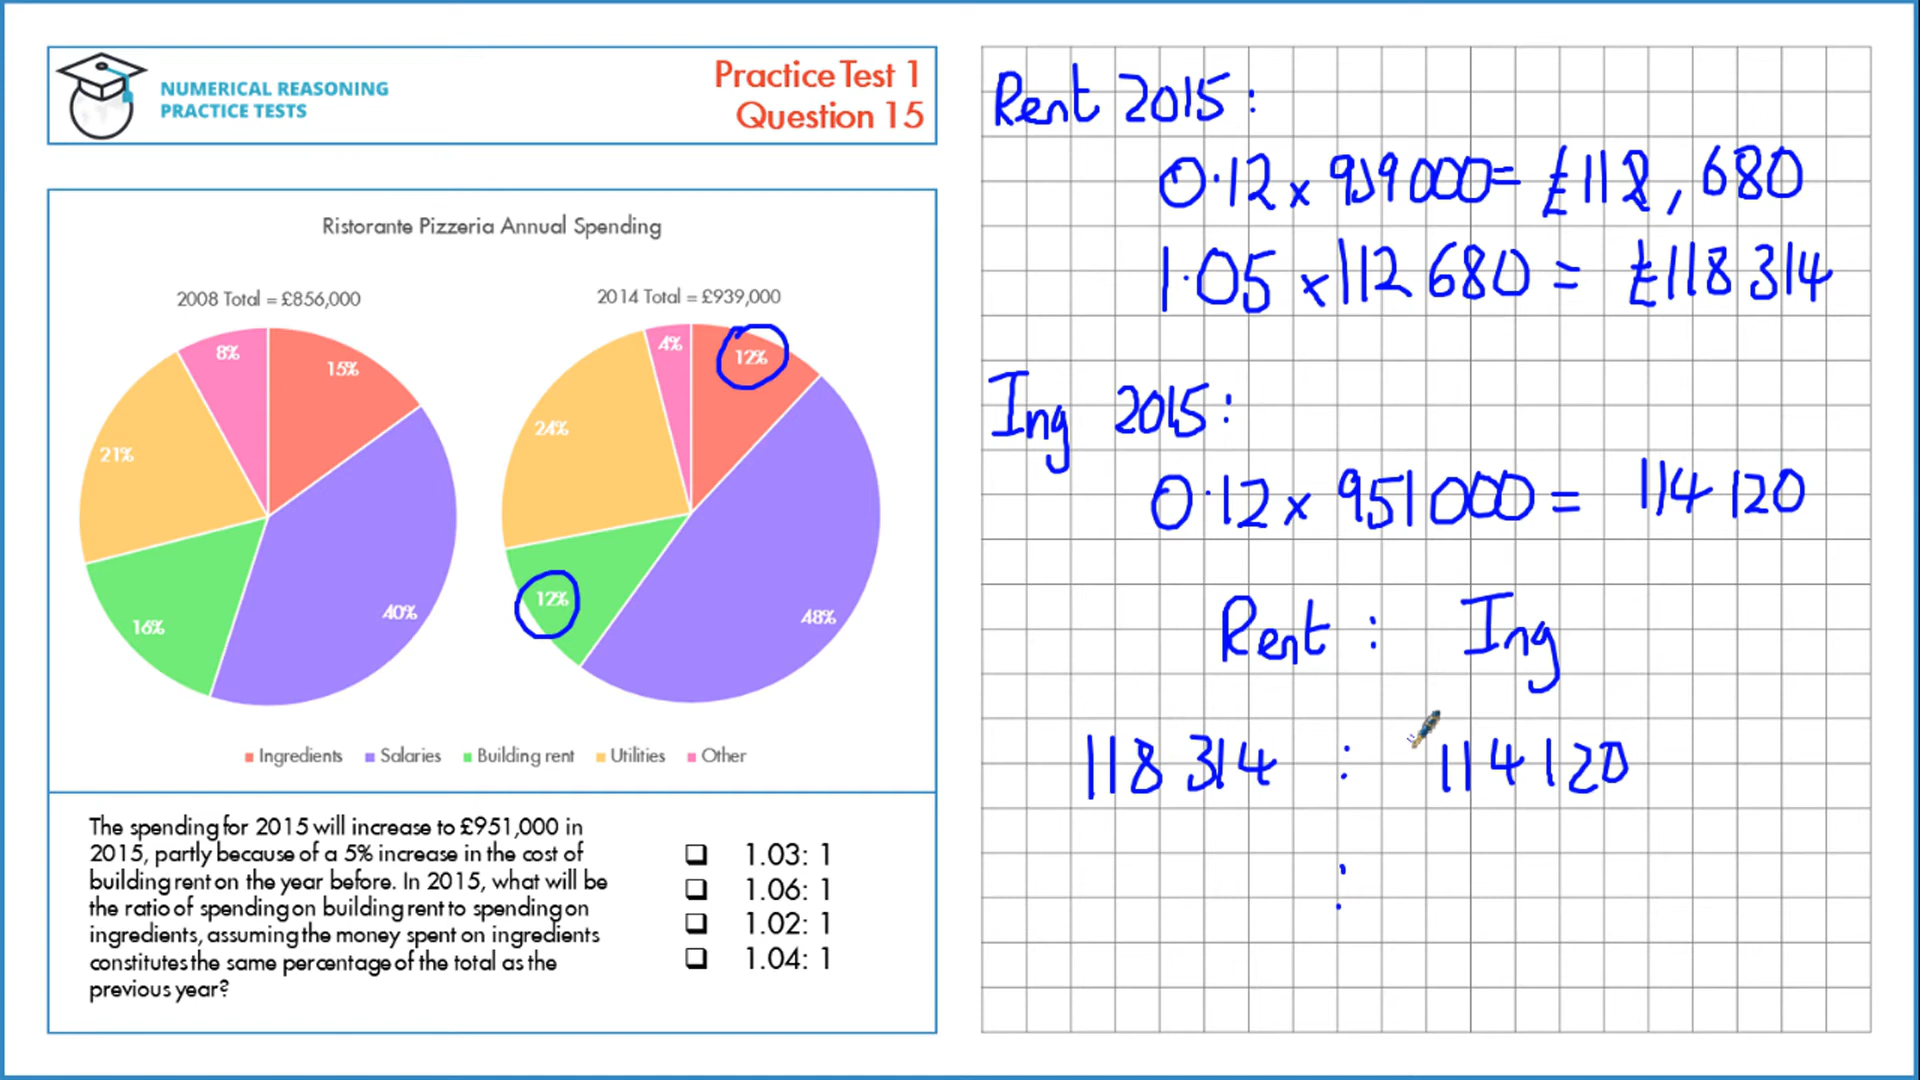 NUMERICAL REASONING
PRACTICE TESTS
Practice Test 1
Question 15
Ristorante Pizzeria Annual Spending
2008 Total = £856,000
2014 Total = £939,000
8%
15%
21%
40%
16%
4%
12%
24%
12%
48%
Ingredients Salaries Building rent Utilities Other
The spending for 2015 will increase to £951,000 in
2015, partly because of a 5% increase in the cost of
building rent on the year before. In 2015, what will be
the ratio of spending on building rent to spending on
ingredients, assuming the money spent on ingredients
constitutes the same percentage of the total as the
previous year?
1.03: 1
1.06: 1
1.02: 1
1.04: 1
Rent 2015:
0.12 x 939000= £112,680
1.05 x 112 680 = £118 314
Ing 2015:
0.12 x 951000 = 114 120
Rent : Ing
118 314 : 114120
: